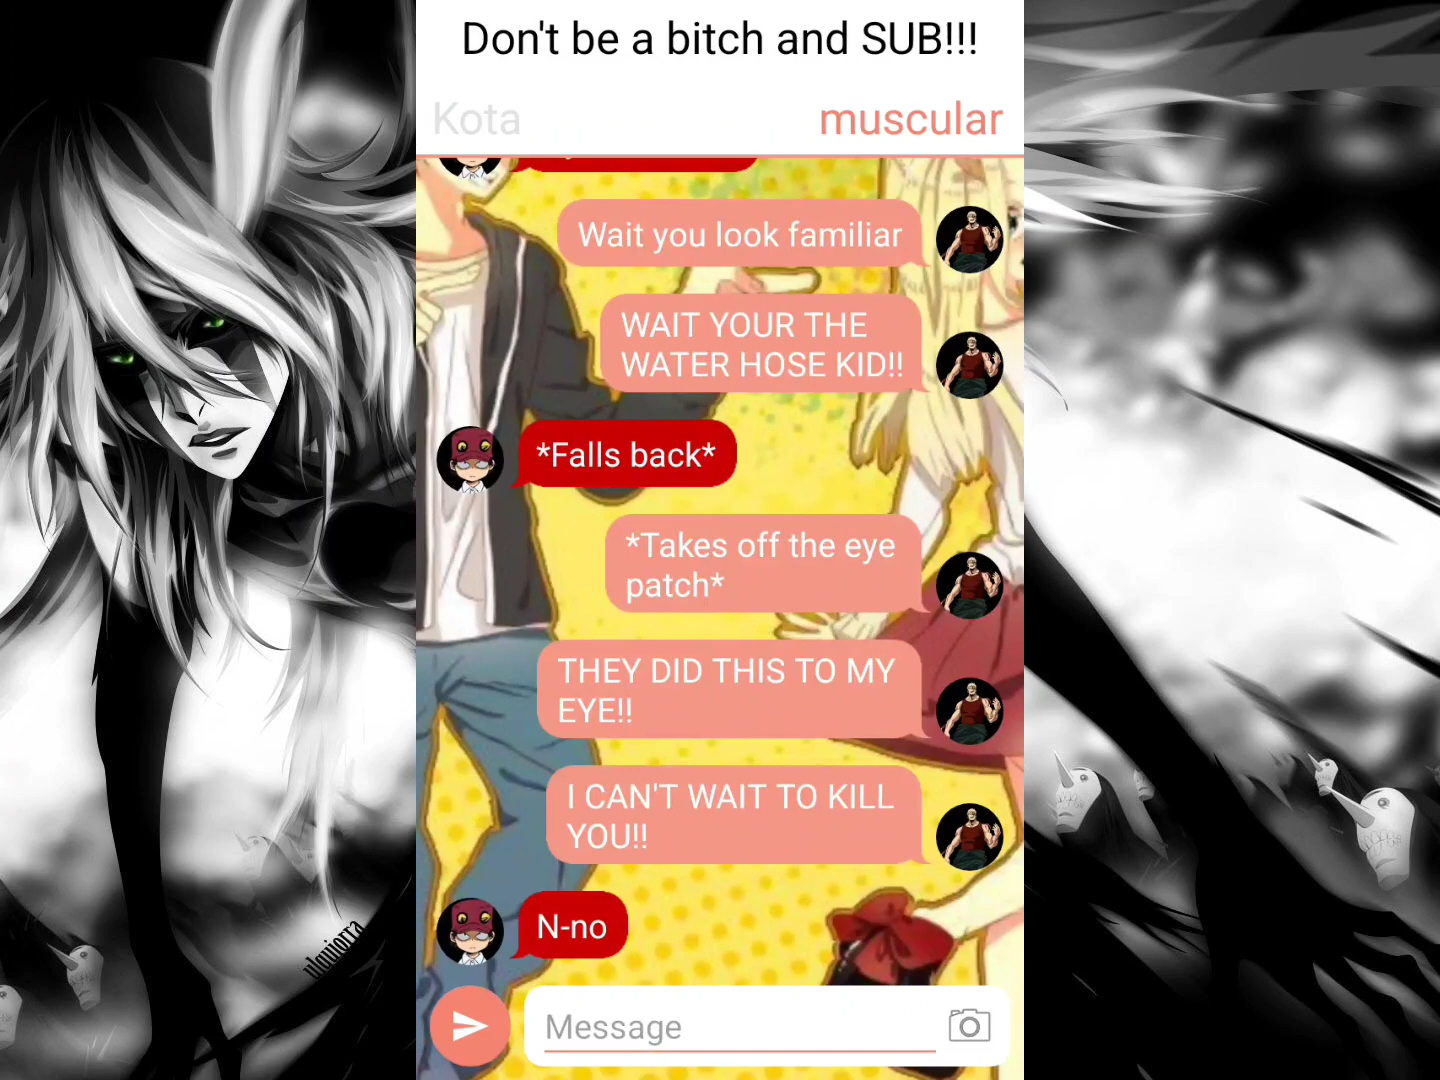 Don't be a bitch and SUB!!!
Kota
muscular
Wait you look familiar
WAIT YOUR THE
WATER HOSE KID!!
*Falls back*
*Takes off the eye
patch*
THEY DID THIS TO MY
EYE!!
I CAN'T WAIT TO KILL
YOU!!
N-no
ulquiorra
Message